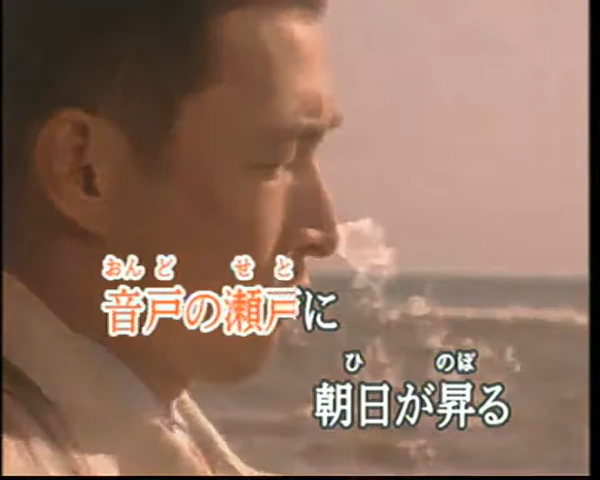 おんど せと
音戸の瀬戸に
ひ のぼ
朝日が昇る